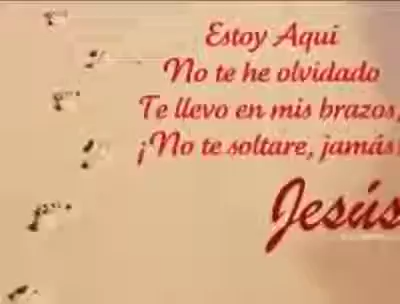 Estoy Aqui
No te he olvidado
Te llevo en mis brazos,
¡No te soltare, jamás!
Jesús